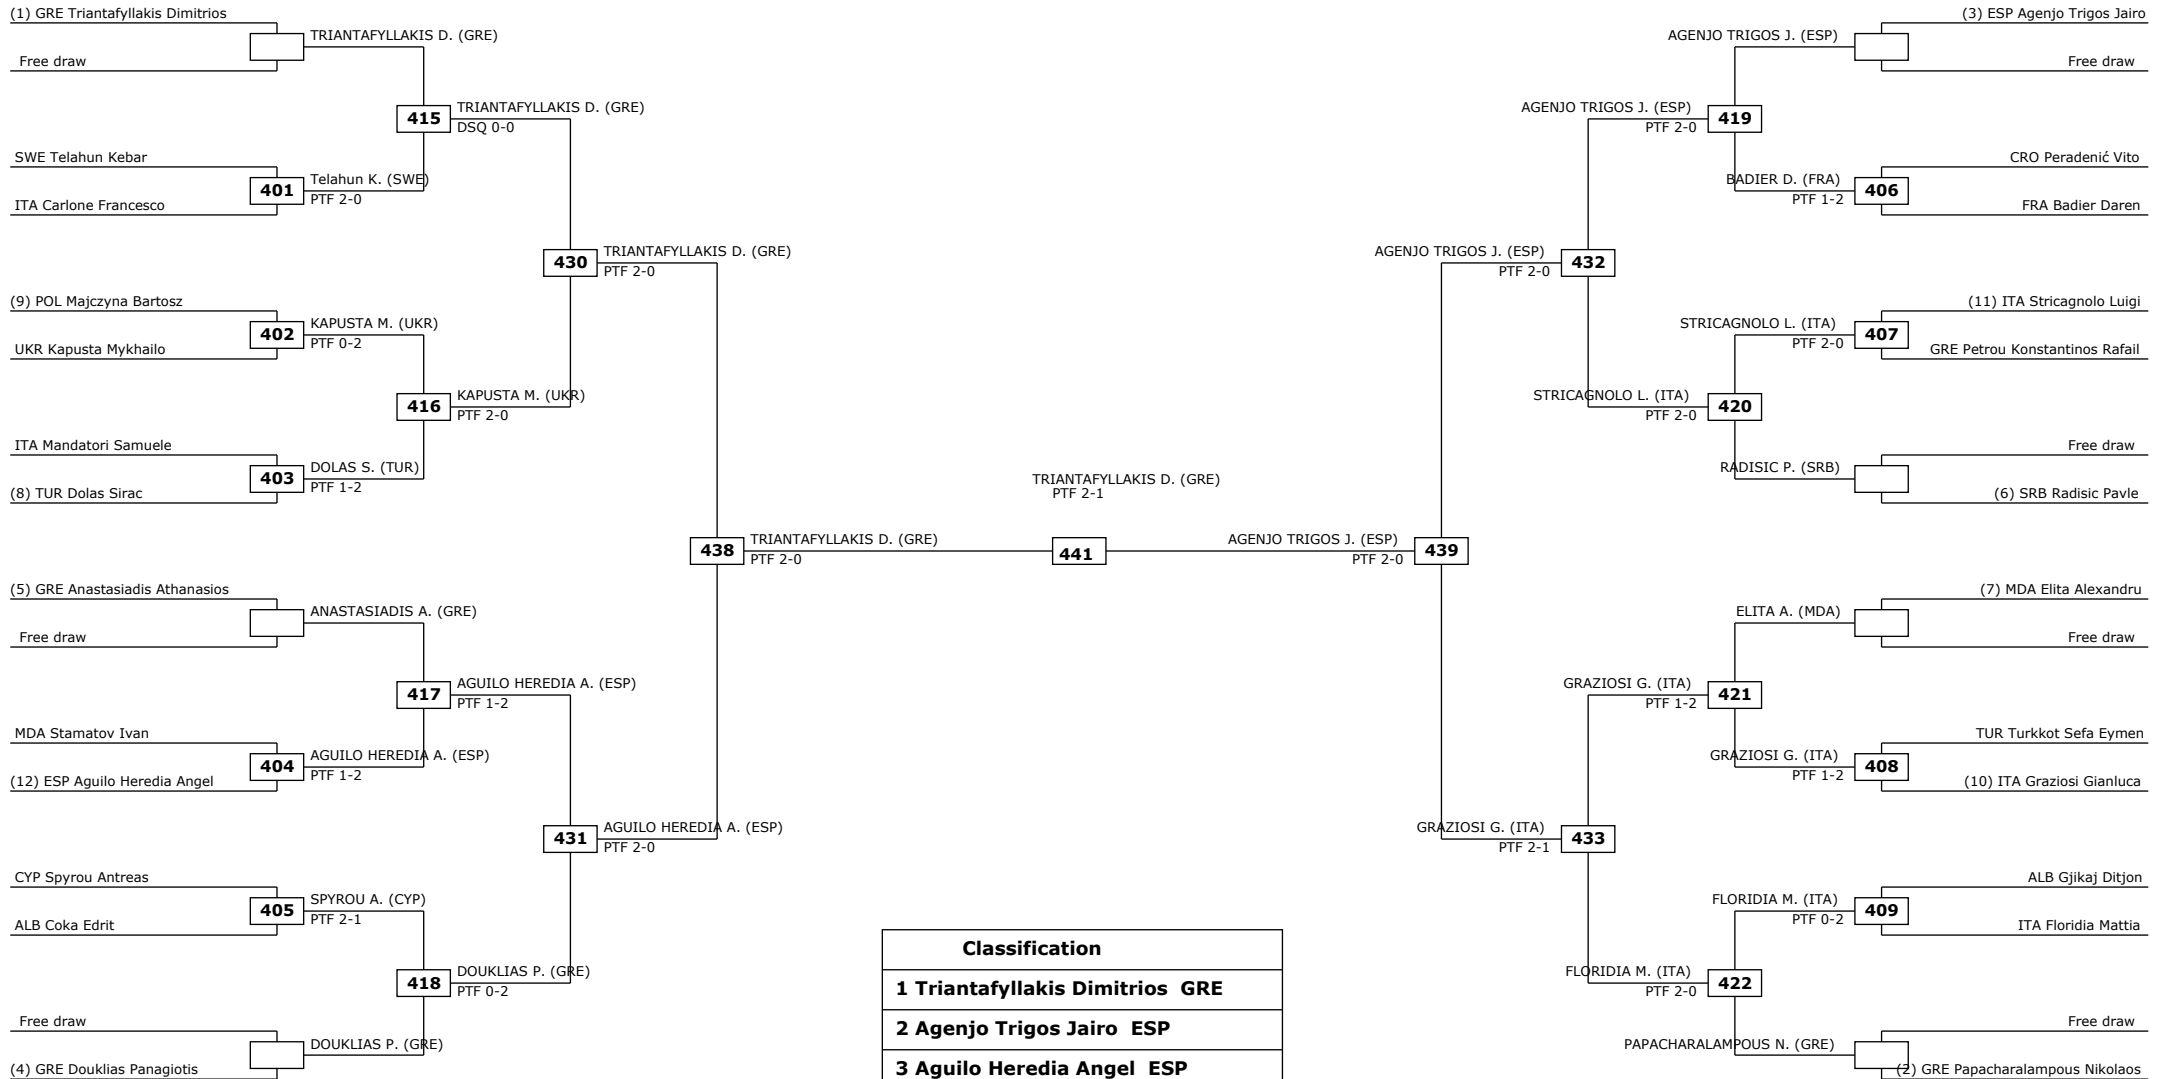 (1) GRE Triantafyllakis Dimitrios
TRIANTAFYLLAKIS D. (GRE)
Free draw
TRIANTAFYLLAKIS D. (GRE)
415
DSQ 0-0
SWE Telahun Kebar
Telahun K. (SWE)
401
PTF 2-0
ITA Carlone Francesco
TRIANTAFYLLAKIS D. (GRE)
430
PTF 2-0
(9) POL Majczyna Bartosz
KAPUSTA M. (UKR)
402
PTF 0-2
UKR Kapusta Mykhailo
KAPUSTA M. (UKR)
416
PTF 2-0
ITA Mandatori Samuele
DOLAS S. (TUR)
403
PTF 1-2
(8) TUR Dolas Sirac
TRIANTAFYLLAKIS D. (GRE)
438
PTF 2-0
(5) GRE Anastasiadis Athanasios
ANASTASIADIS A. (GRE)
Free draw
AGUILO HEREDIA A. (ESP)
417
PTF 1-2
MDA Stamatov Ivan
AGUILO HEREDIA A. (ESP)
404
PTF 1-2
(12) ESP Aguilo Heredia Angel
AGUILO HEREDIA A. (ESP)
431
PTF 2-0
CYP Spyrou Antreas
SPYROU A. (CYP)
405
PTF 2-1
ALB Coka Edrit
DOUKLIAS P. (GRE)
418
PTF 0-2
Free draw
DOUKLIAS P. (GRE)
(4) GRE Douklias Panagiotis
TRIANTAFYLLAKIS D. (GRE)
PTF 2-1
441
(3) ESP Agenjo Trigos Jairo
AGENJO TRIGOS J. (ESP)
Free draw
AGENJO TRIGOS J. (ESP)
419
PTF 2-0
CRO Peradenić Vito
BADIER D. (FRA)
406
PTF 1-2
FRA Badier Daren
AGENJO TRIGOS J. (ESP)
432
PTF 2-0
(11) ITA Stricagnolo Luigi
STRICAGNOLO L. (ITA)
407
PTF 2-0
GRE Petrou Konstantinos Rafail
STRICAGNOLO L. (ITA)
420
PTF 2-0
Free draw
RADISIC P. (SRB)
(6) SRB Radisic Pavle
AGENJO TRIGOS J. (ESP)
439
PTF 2-0
(7) MDA Elita Alexandru
ELITA A. (MDA)
Free draw
GRAZIOSI G. (ITA)
421
PTF 1-2
TUR Turkkot Sefa Eymen
GRAZIOSI G. (ITA)
408
PTF 1-2
(10) ITA Graziosi Gianluca
GRAZIOSI G. (ITA)
433
PTF 2-1
ALB Gjikaj Ditjon
FLORIDIA M. (ITA)
409
PTF 0-2
ITA Floridia Mattia
FLORIDIA M. (ITA)
422
PTF 2-0
Free draw
PAPACHARALAMPOUS N. (GRE)
(2) GRE Papacharalampous Nikolaos
Classification
1 Triantafyllakis Dimitrios GRE
2 Agenjo Trigos Jairo ESP
3 Aguilo Heredia Angel ESP